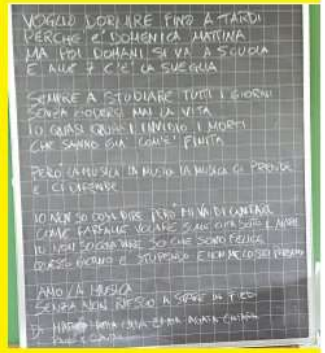 VOGLIO DORMIRE FINO A TARDI
PERCHE E' DOMENICA MATTINA
MA POI DOMANI SI VA A SCUOLA
E ALLE 7 C'E' LA SVEGLIA
SEMPRE A STUDIARE TUTTI I GIORNI
SENZA GODERSI MAI LA VITA
IO QUASI QUASI INVIDIO I MORTI
CHE SANNO GIA COM'E' FINITA
PERO' LA MUSICA LA MUSICA LA MUSICA CI PRENDE
E CI DIFENDE
IO NON SO COSA DIRE PERO' MI VA DI CANTARE
COME FARFALLE VOLARE
IO NON SO COSA DIRE SO CHE SONO FELICE
QUESTO GIORNO E' STUPENDO E
AMO LA MUSICA
SENZA NON RIESCO A STARE IN PIEDI